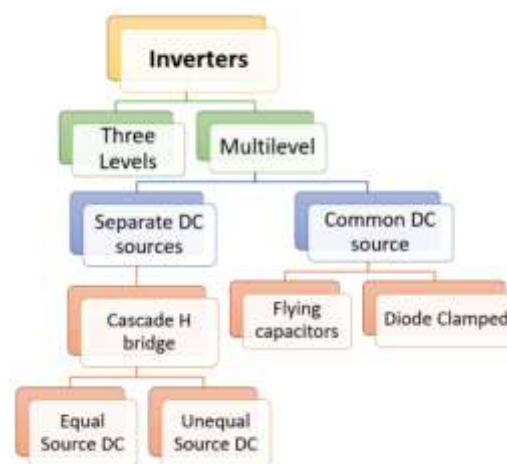 Inverters
Three
Levels
Multilevel
Separate DC
sources
Common DC
source
Cascade H
bridge
Flying
capacitors
Diode Clamped
Equal
Source DC
Unequal
Source DC